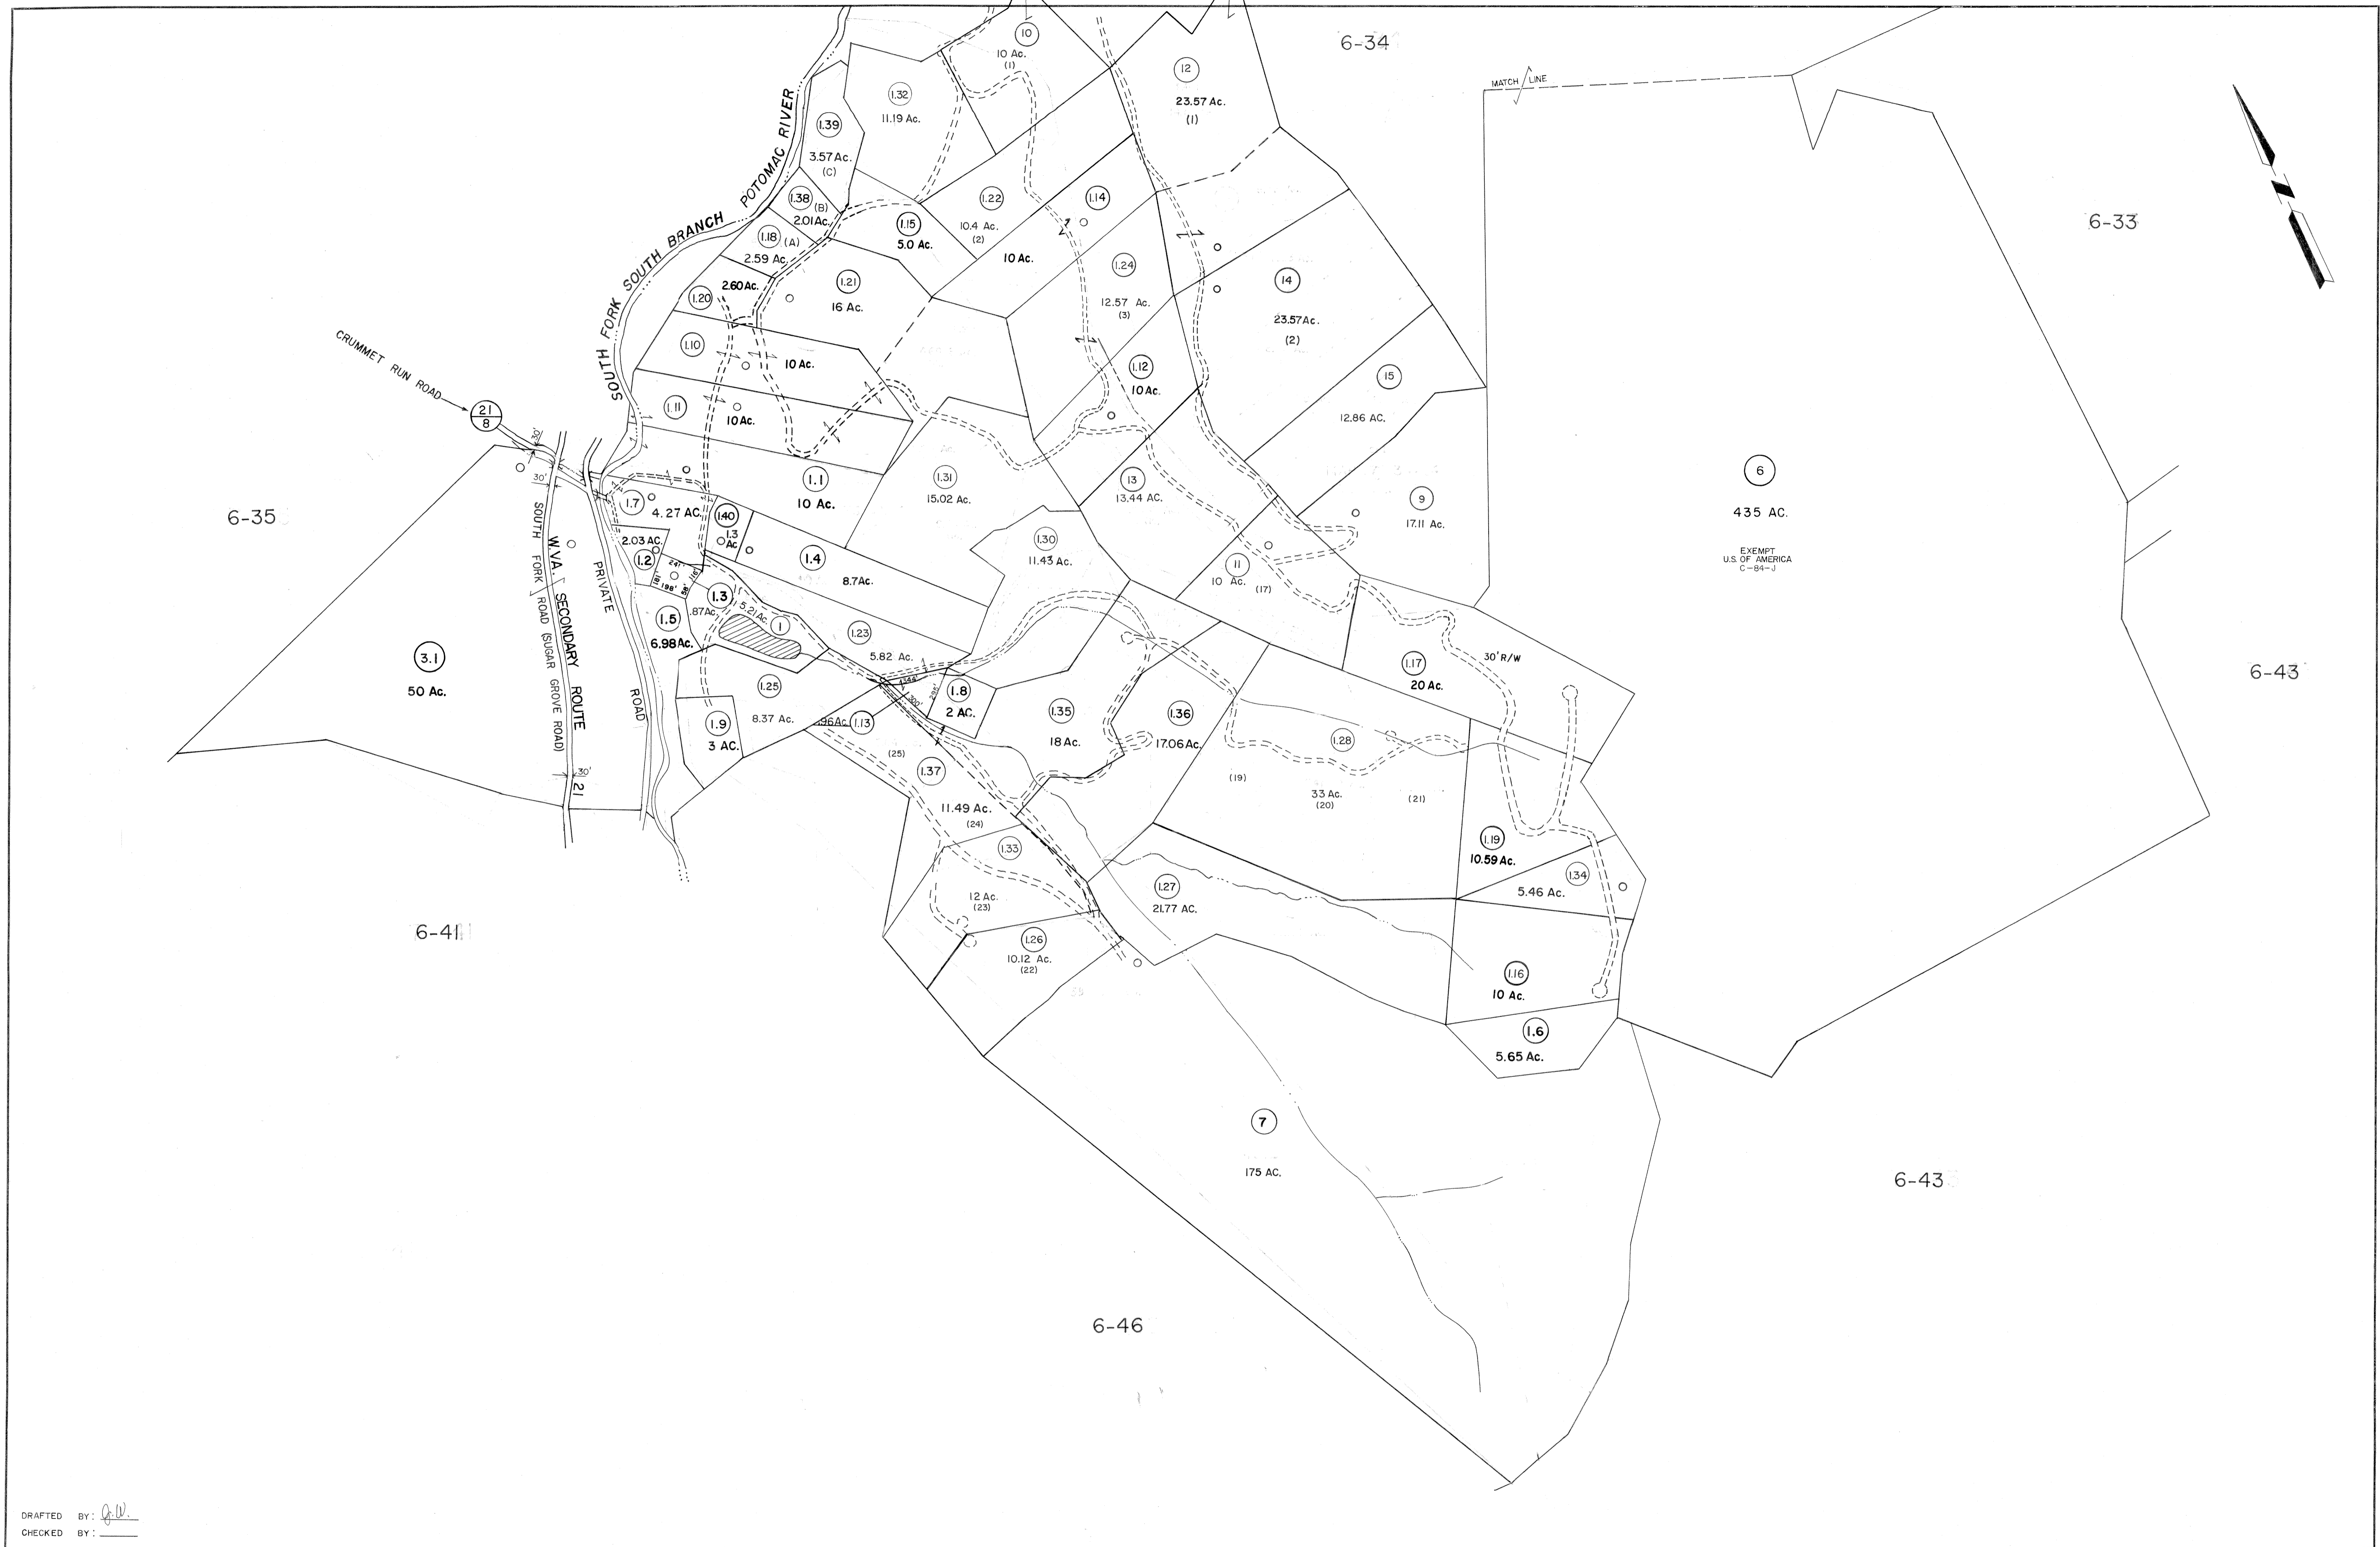 6-34
MATCH LINE
6-33
6-35
6-43
6-41
6-43
6-46
SOUTH FORK SOUTH BRANCH POTOMAC RIVER
CRUMMET RUN ROAD
21
8
30'
30'
30'
21
W.VA. SECONDARY ROUTE
SOUTH FORK ROAD (SUGAR GROVE ROAD)
PRIVATE ROAD
10
10 Ac.
(1)
12
23.57 Ac.
(1)
1.32
11.19 Ac.
1.39
3.57 Ac.
(C)
1.38
(B)
2.01 Ac.
1.18
(A)
2.59 Ac.
2.60 Ac.
1.20
1.15
5.0 Ac.
1.22
10.4 Ac.
(2)
1.14
10 Ac.
1.24
12.57 Ac.
(3)
14
23.57 Ac.
(2)
1.21
16 Ac.
1.10
10 Ac.
1.11
10 Ac.
1.12
10 Ac.
15
12.86 AC.
1.1
10 Ac.
1.31
15.02 Ac.
13
13.44 AC.
9
17.11 Ac.
6
435 AC.
EXEMPT
U.S. OF AMERICA
C-84-J
1.7
4.27 AC.
1.40
1.3
Ac
2.03 AC.
1.2
241'
181'
198'
58'
116'
1.3
.87 Ac.
1.4
8.7 Ac.
1.30
11.43 Ac.
11
10 Ac.
(17)
1.5
6.98 Ac.
5.21 Ac.
1
1.23
5.82 Ac.
3.1
50 Ac.
1.25
8.37 Ac.
1.9
3 AC.
.96 Ac.
1.13
300'
295'
1.8
2 AC.
1.35
18 Ac.
1.36
17.06 Ac.
1.17
20 Ac.
30' R/W
1.28
33 Ac.
(19)
(20)
(21)
(25)
1.37
11.49 Ac.
(24)
1.33
12 Ac.
(23)
1.26
10.12 Ac.
(22)
1.27
21.77 AC.
1.19
10.59 Ac.
1.34
5.46 Ac.
1.16
10 Ac.
1.6
5.65 Ac.
7
175 AC.
DRAFTED BY: J.W.
CHECKED BY: